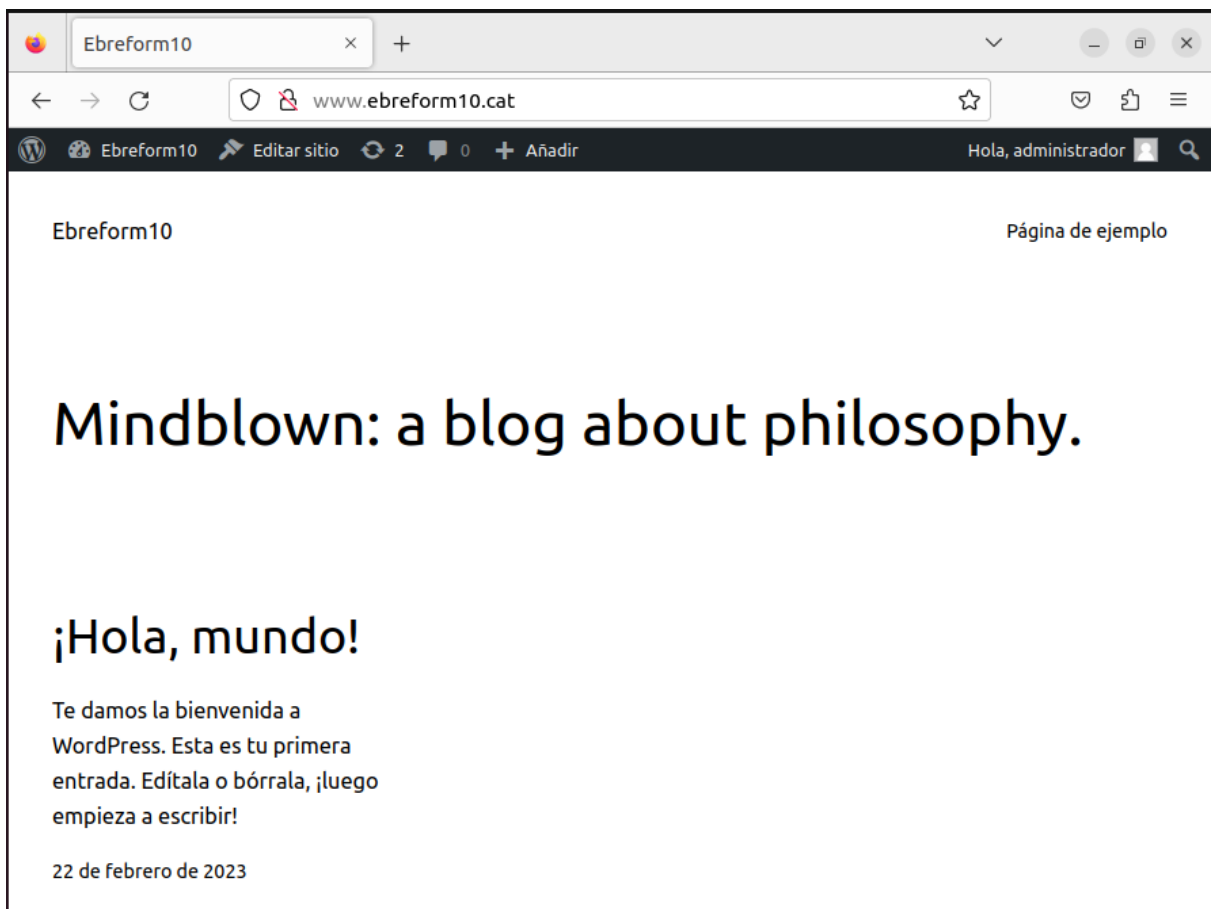 Ebreform10
www.ebreform10.cat
Ebreform10 Editar sitio 2 0 Añadir Hola, administrador
Ebreform10 Página de ejemplo
Mindblown: a blog about philosophy.
¡Hola, mundo!
Te damos la bienvenida a
WordPress. Esta es tu primera
entrada. Edítala o bórrala, ¡luego
empieza a escribir!
22 de febrero de 2023